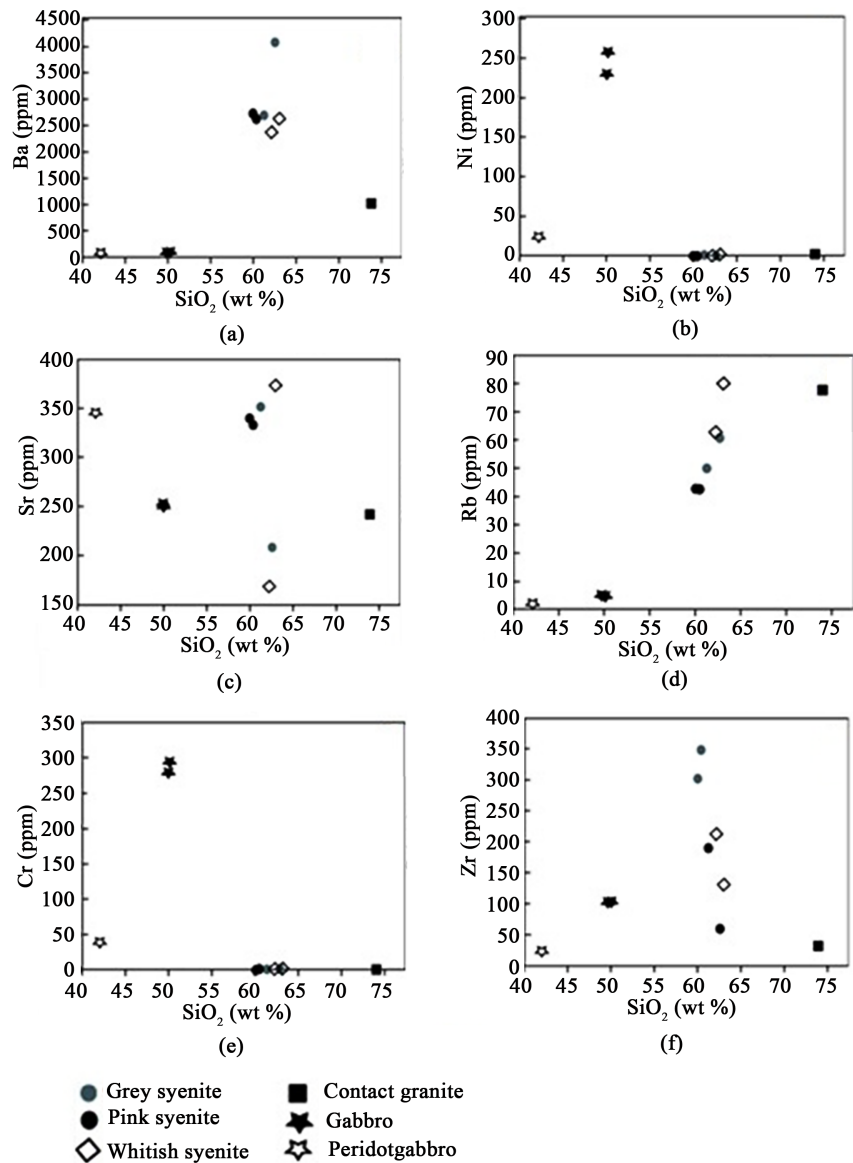 4500
4000
3500
3000
2500
2000
1500
1000
500
0
Ba (ppm)
40 45 50 55 60 65 70 75
SiO₂ (wt %)
(a)
300
250
200
150
100
50
0
Ni (ppm)
40 45 50 55 60 65 70 75
SiO₂ (wt %)
(b)
400
350
300
250
200
150
Sr (ppm)
40 45 50 55 60 65 70 75
SiO₂ (wt %)
(c)
90
80
70
60
50
40
30
20
10
0
Rb (ppm)
40 45 50 55 60 65 70 75
SiO₂ (wt %)
(d)
350
300
250
200
150
100
50
0
Cr (ppm)
40 45 50 55 60 65 70 75
SiO₂ (wt %)
(e)
400
350
300
200
150
100
50
0
Zr (ppm)
40 45 50 55 60 65 70 75
SiO₂ (wt %)
(f)
Grey syenite
Pink syenite
Whitish syenite
Contact granite
Gabbro
Peridotgabbro